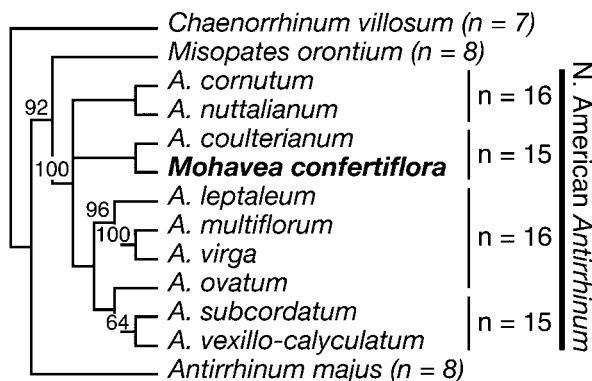 Chaenorrhinum villosum (n = 7)
Misopates orontium (n = 8)
92
A. cornutum
A. nuttalianum
n = 16
A. coulterianum
n = 15
100
Mohavea confertiflora
A. leptaleum
96
A. multiflorum
100
n = 16
A. virga
A. ovatum
A. subcordatum
64
n = 15
A. vexillo-calyculatum
Antirrhinum majus (n = 8)
N. American Antirrhinum